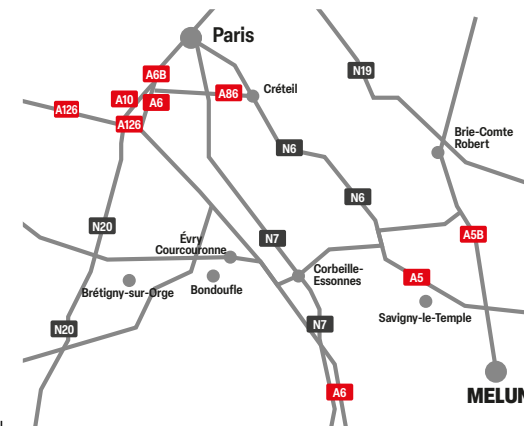 Paris
A6B
N19
A10
A6
A86
Créteil
A126
A126
Brie-Comte
Robert
N6
N6
N20
Évry
Courcouronne
N7
A5B
Corbeille-
Essonnes
A5
Brétigny-sur-Orge
Bondoufle
Savigny-le-Temple
N20
N7
A6
MELUN